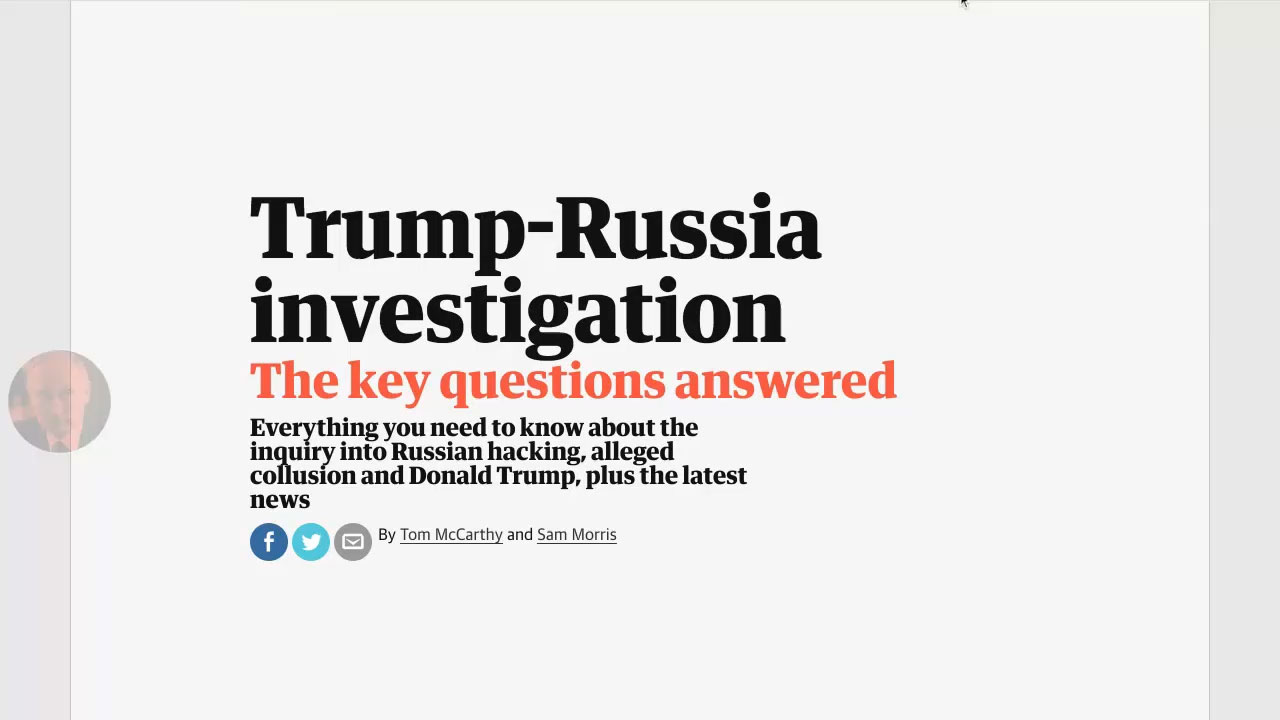 Trump-Russia
investigation
The key questions answered
Everything you need to know about the
inquiry into Russian hacking, alleged
collusion and Donald Trump, plus the latest
news
By Tom McCarthy and Sam Morris